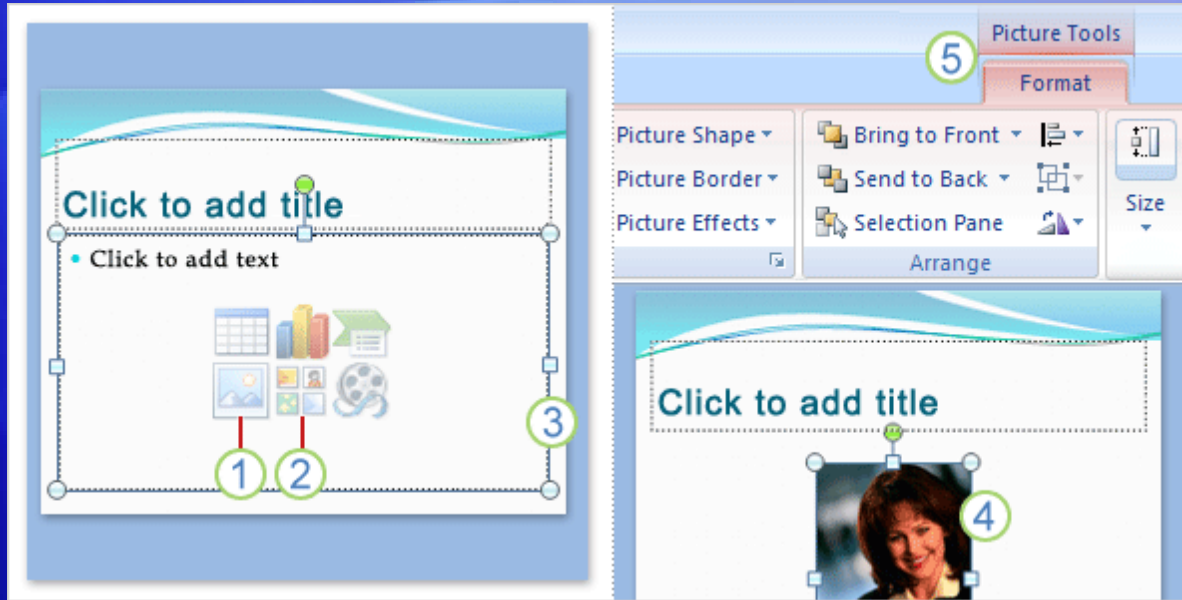 Click to add title
• Click to add text
1
2
3
5
Picture Tools
Format
Picture Shape
Picture Border
Picture Effects
Bring to Front
Send to Back
Selection Pane
Arrange
Size
Click to add title
4